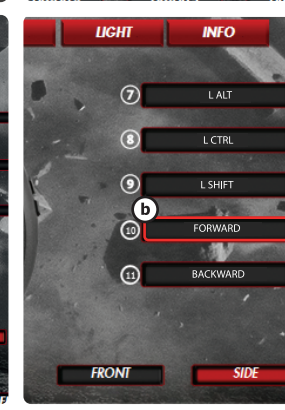 LIGHT INFO
7 L ALT
8 L CTRL
9 L SHIFT
b
10 FORWARD
11 BACKWARD
FRONT SIDE